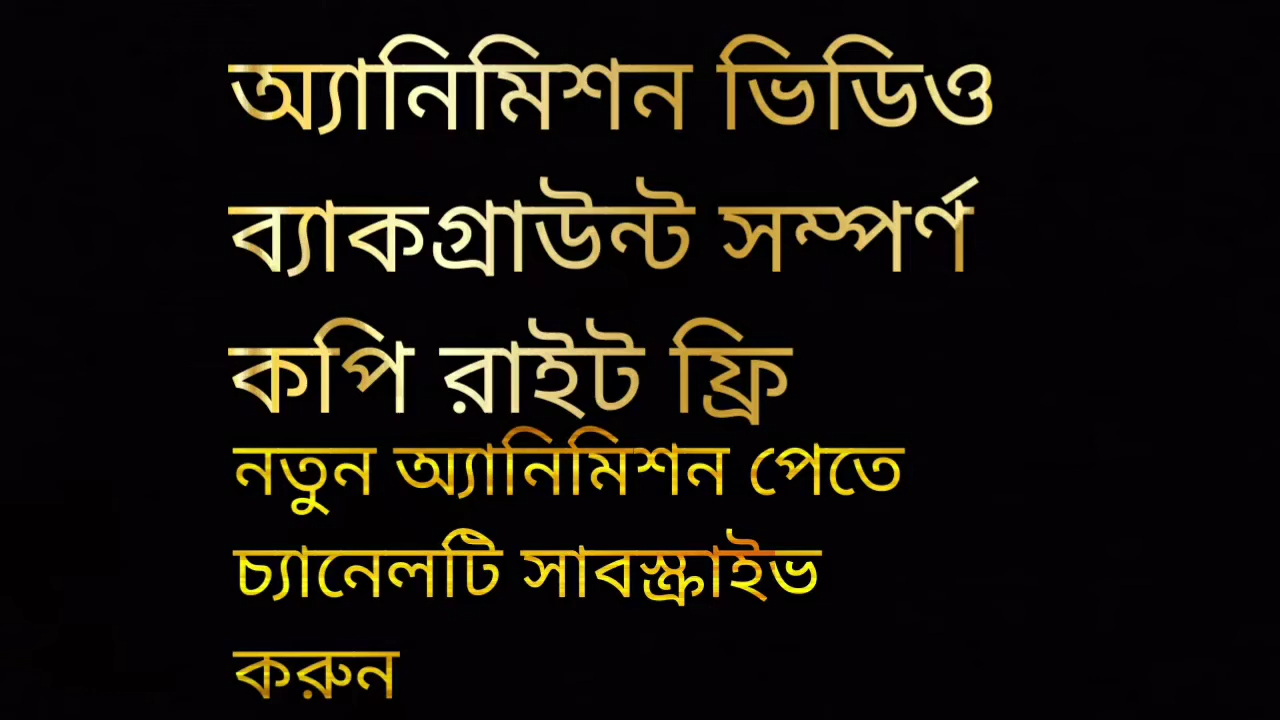 অ্যানিমিশন ভিডিও
ব্যাকগ্রাউন্ট সম্পর্ণ
কপি রাইট ফ্রি
নতুন অ্যানিমিশন পেতে
চ্যানেলটি সাবস্ক্রাইভ
করুন